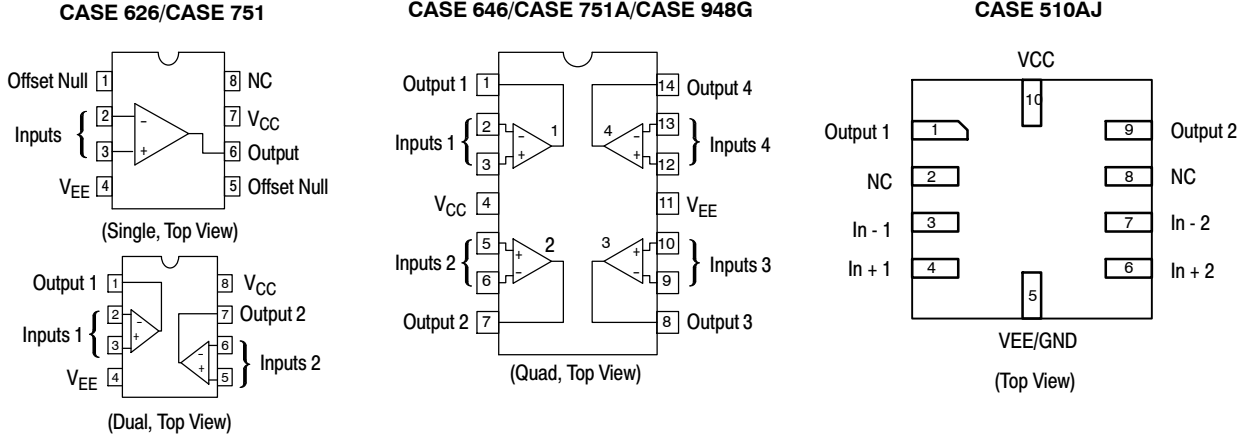 CASE 626/CASE 751
Offset Null 1
8 NC
2
Inputs
7 VCC
3
6 Output
VEE 4
5 Offset Null
−
+
(Single, Top View)
Output 1 1
8 VCC
2
7 Output 2
Inputs 1
3
6
Inputs 2
VEE 4
5
−
+
−
+
(Dual, Top View)
CASE 646/CASE 751A/CASE 948G
Output 1 1
14 Output 4
2
13
Inputs 1
Inputs 4
3
12
− 1
+
4 −
+
VCC 4
11 VEE
5
10
Inputs 2
Inputs 3
6
9
+ 2
−
3 +
−
Output 2 7
8 Output 3
(Quad, Top View)
CASE 510AJ
VCC
10
Output 1 1
9 Output 2
NC 2
8 NC
In - 1 3
7 In - 2
In + 1 4
6 In + 2
5
VEE/GND
(Top View)